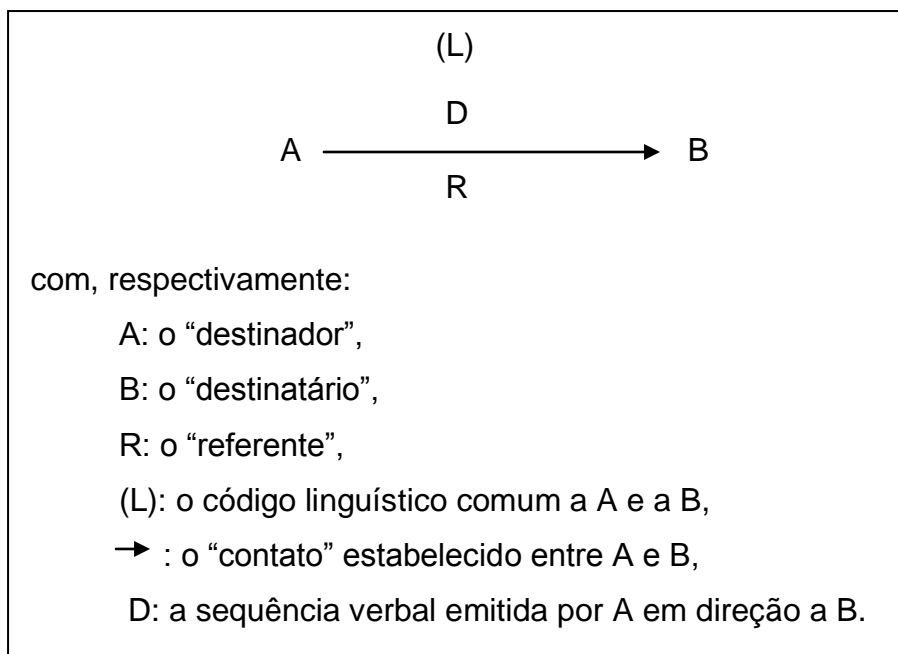 (L)
D
A B
R
com, respectivamente:
A: o “destinador”,
B: o “destinatário”,
R: o “referente”,
(L): o código linguístico comum a A e a B,
→ : o “contato” estabelecido entre A e B,
D: a sequência verbal emitida por A em direção a B.